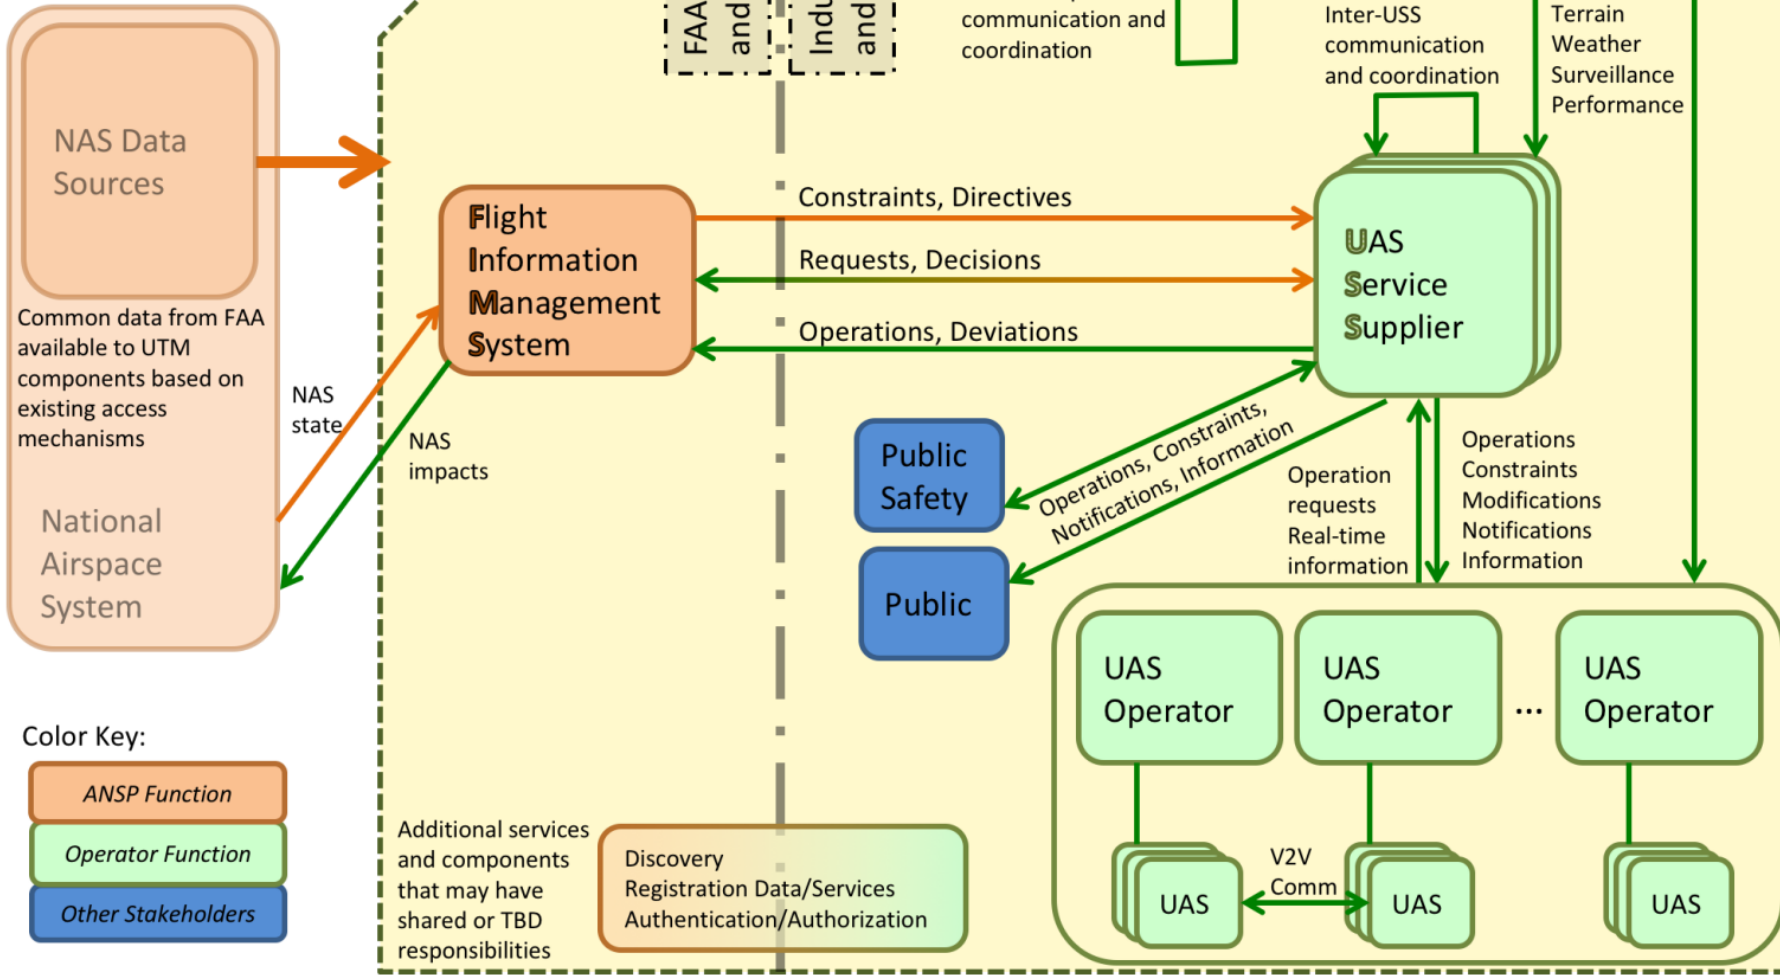 FAA
and
Indu
and
communication and
coordination
Inter-USS
communication
and coordination
Terrain
Weather
Surveillance
Performance
NAS Data
Sources
Common data from FAA
available to UTM
components based on
existing access
mechanisms
National
Airspace
System
NAS
state
NAS
impacts
Flight
Information
Management
System
Constraints, Directives
Requests, Decisions
Operations, Deviations
UAS
Service
Supplier
Public
Safety
Public
Operations, Constraints,
Notifications, Information
Operation
requests
Real-time
information
Operations
Constraints
Modifications
Notifications
Information
UAS
Operator
UAS
Operator
...
UAS
Operator
UAS
V2V
Comm
UAS
UAS
Color Key:
ANSP Function
Operator Function
Other Stakeholders
Additional services
and components
that may have
shared or TBD
responsibilities
Discovery
Registration Data/Services
Authentication/Authorization